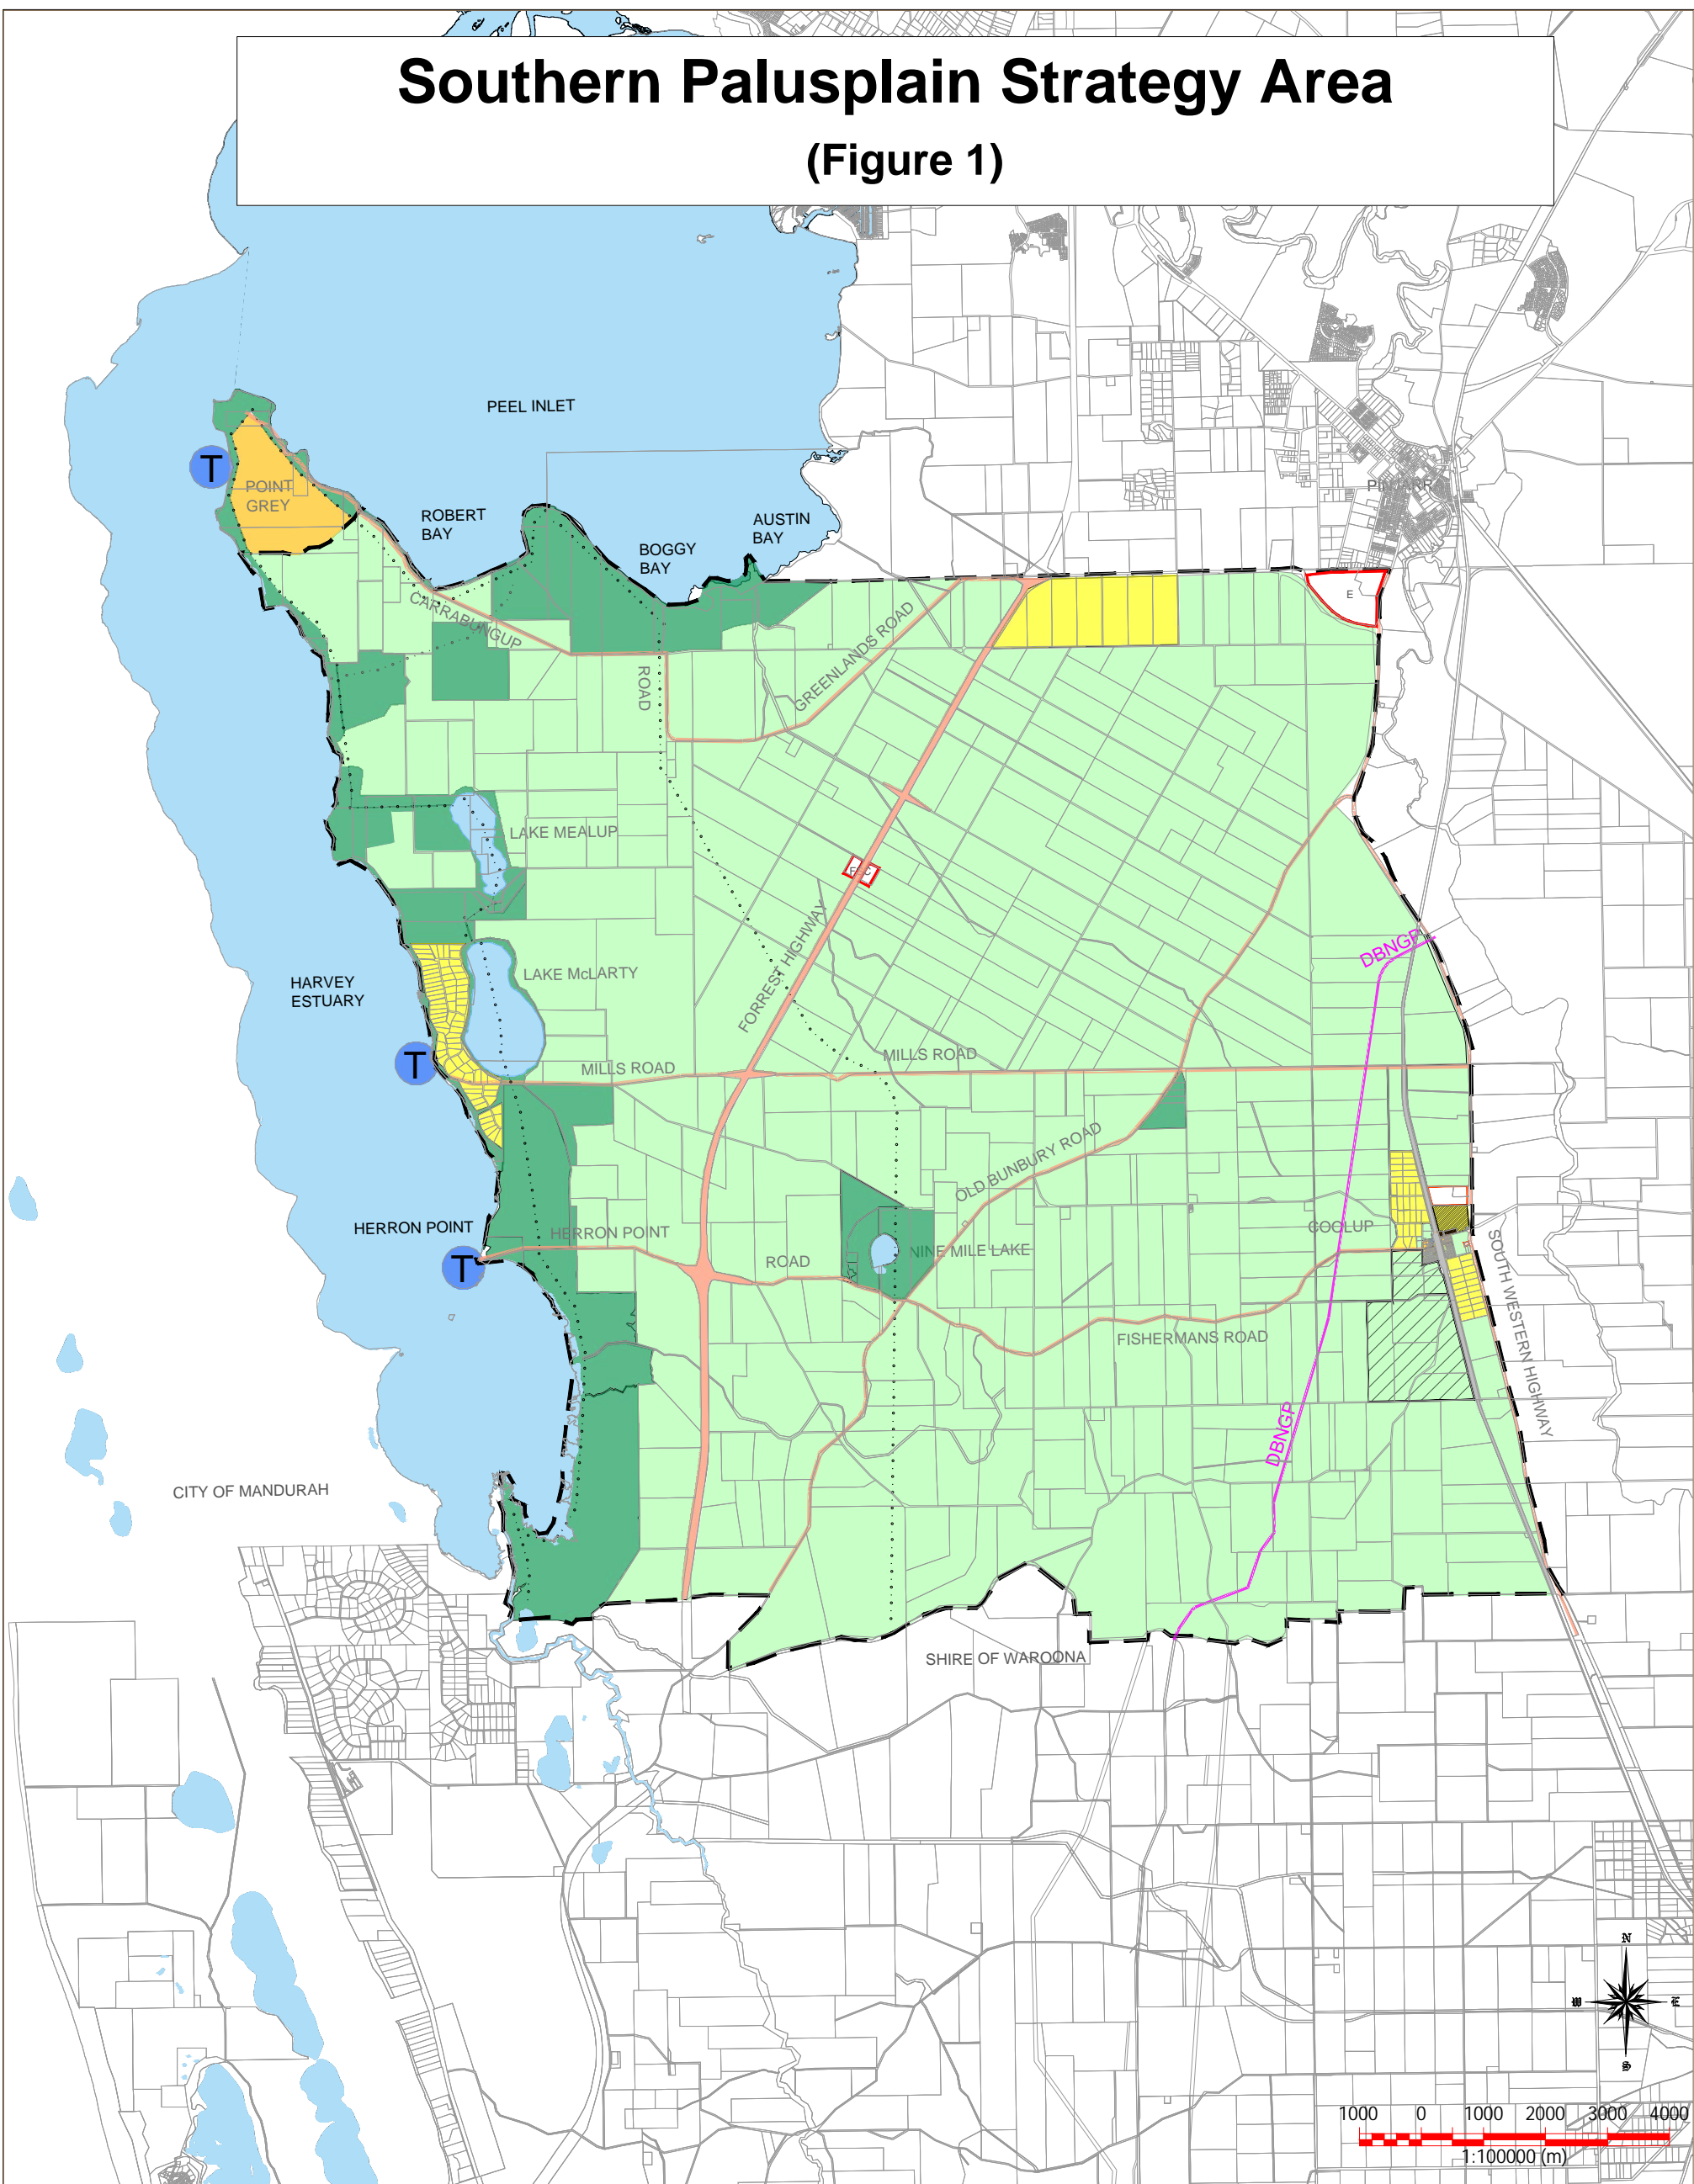 Southern Palusplain Strategy Area
(Figure 1)
PEEL INLET
T
POINT
GREY
ROBERT
BAY
AUSTIN
BAY
BOGGY
BAY
E
CARRABUNGUP
ROAD
GREENLANDS ROAD
LAKE MEALUP
FORREST HIGHWAY
DBNGP
LAKE McLARTY
HARVEY
ESTUARY
T
MILLS ROAD
MILLS ROAD
OLD BUNBURY ROAD
HERRON POINT
HERRON POINT
COOLUP
T
ROAD
NINE MILE LAKE
SOUTH WESTERN HIGHWAY
FISHERMANS ROAD
DBNGP
CITY OF MANDURAH
SHIRE OF WAROONA
N
W
E
S
1000 0 1000 2000 3000 4000
1:100000 (m)